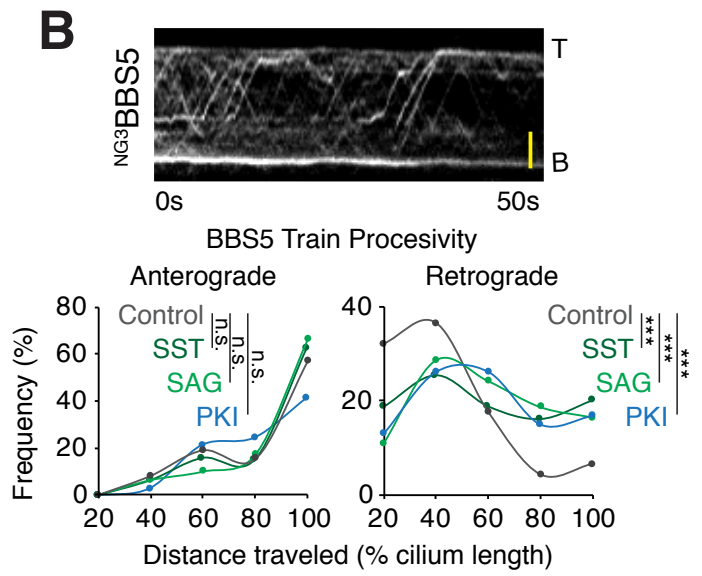 B
NG3BBS5
T
B
0s
50s
BBS5 Train Procesivity
Anterograde
Retrograde
Frequency (%)
80
60
40
20
0
Control
SST
SAG
PKI
n.s.
n.s.
n.s.
20 40 60 80 100
40
20
0
Control
SST
SAG
PKI
***
***
***
20 40 60 80 100
Distance traveled (% cilium length)